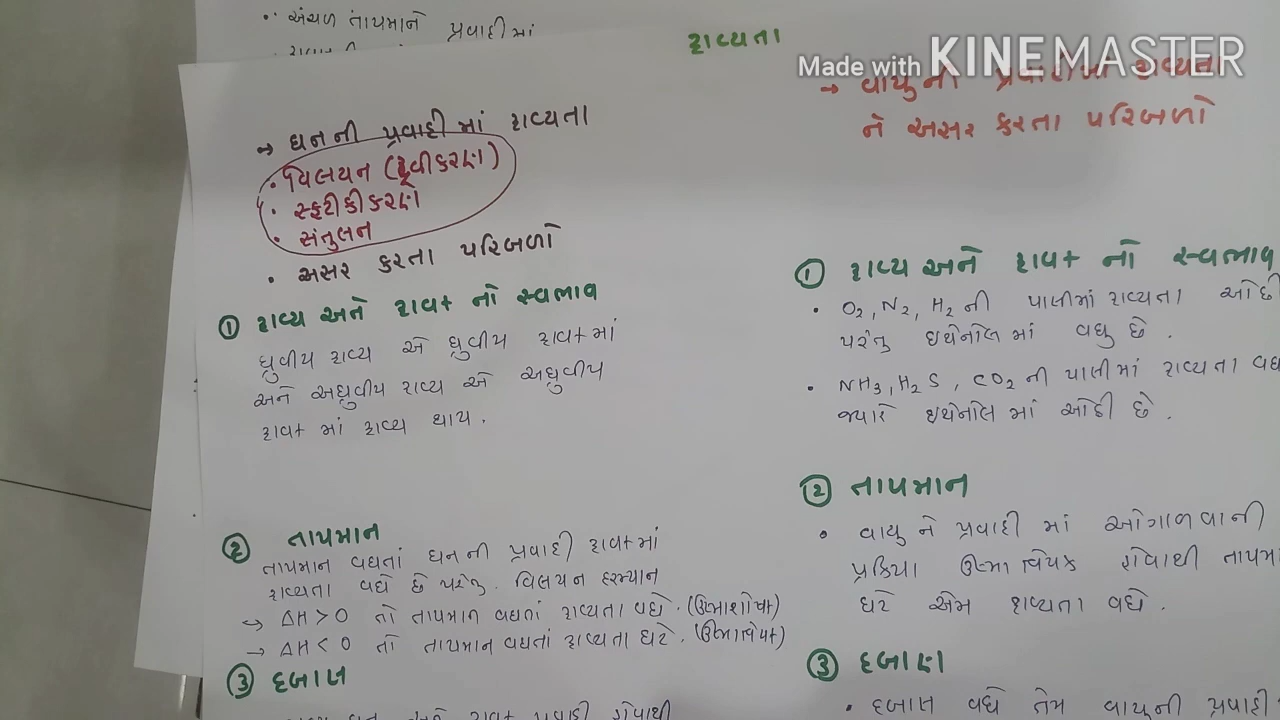 અચળ તાપમાને પ્રવાહીમાં
દ્રાવ્યતા
Made with KINEMASTER
→ ઘનની પ્રવાહીમાં દ્રાવ્યતા
• વિલયન (દ્રવીકરણ)
• સ્ફટીકીકરણ
• સંતુલન
• અસર કરતા પરિબળો
① દ્રાવ્ય અને દ્રાવક નો સ્વભાવ
ધ્રુવીય દ્રાવ્ય એ ધ્રુવીય દ્રાવકમાં
અને અધ્રુવીય દ્રાવ્ય એ અધ્રુવીય
દ્રાવકમાં દ્રાવ્ય થાય.
② તાપમાન
તાપમાન વધતાં ઘનની પ્રવાહી દ્રાવકમાં
દ્રાવ્યતા વધે છે પરંતુ. વિલયન દરમ્યાન
→ ΔH > 0 તો તાપમાન વધતાં દ્રાવ્યતા વધે. (ઉષ્માશોષક)
→ ΔH < 0 તો તાપમાન વધતાં દ્રાવ્યતા ઘટે. (ઉષ્માક્ષેપક)
③ દબાણ
→ વાયુની પ્રવાહીમાં દ્રાવ્યતા
ને અસર કરતા પરિબળો
① દ્રાવ્ય અને દ્રાવક નો સ્વભાવ
• O2, N2, H2 ની પાણીમાં દ્રાવ્યતા ઓછી
પરંતુ ઇથેનોલમાં વધુ છે.
• NH3, H2S, CO2 ની પાણીમાં દ્રાવ્યતા
જ્યારે ઇથેનોલમાં ઓછી છે.
② તાપમાન
• વાયુ ને પ્રવાહી માં ઓગાળવાની
પ્રક્રિયા ઉષ્માક્ષેપક હોવાથી
ઘટે એમ દ્રાવ્યતા વધે.
③ દબાણ
• દબાણ વધે તેમ વાયુની